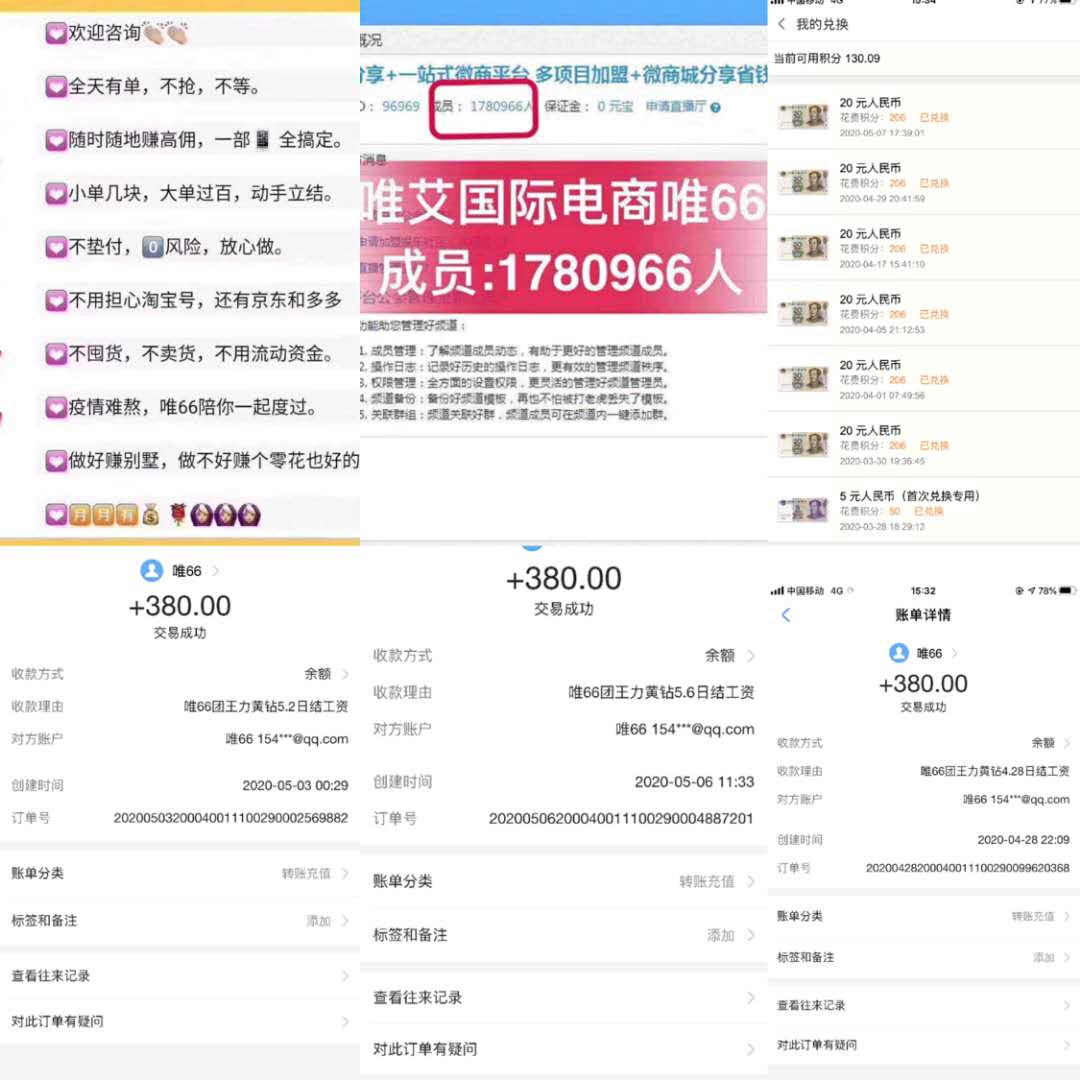 欢迎咨询
全天有单，不抢，不等。
随时随地赚高佣，一部📱全搞定。
小单几块，大单过百，动手立结。
不垫付，0风险，放心做。
不用担心淘宝号，还有京东和多多
不囤货，不卖货，不用流动资金。
疫情难熬，唯66陪你一起度过。
做好赚别墅，做不好赚个零花也好的
月月有
概况
分享+一站式微商平台 多项目加盟+微商城分享省钱
96969 成员：1780966人 保证金：0 元宝 申请直播厅
消息
唯艾国际电商唯66
成员:1780966人
功能助您管理好频道：
1. 成员管理：了解频道成员动态，有助于更好的管理频道成员。
2. 操作日志：记录好历史的操作日志，更有效的管理频道秩序。
3. 权限管理：全方面的设置权限，更灵活的管理好频道管理员。
4. 频道备份：备份好频道模板，再也不怕被打老虎丢失了模板。
5. 关联群组：频道关联好群，频道成员可在频道内一键添加群。
中国移动 4G 15:34 77%
我的兑换
当前可用积分 130.09
20 元人民币
花费积分：206 已兑换
2020-05-07 17:39:01
20 元人民币
花费积分：206 已兑换
2020-04-29 20:41:59
20 元人民币
花费积分：206 已兑换
2020-04-17 15:41:10
20 元人民币
花费积分：206 已兑换
2020-04-05 21:12:53
20 元人民币
花费积分：206 已兑换
2020-04-01 07:49:56
20 元人民币
花费积分：206 已兑换
2020-03-30 19:36:45
5 元人民币（首次兑换专用）
花费积分：50 已兑换
2020-03-28 18:29:12
唯66
+380.00
交易成功
收款方式 余额
收款理由 唯66团王力黄钻5.2日结工资
对方账户 唯66 154***@qq.com
创建时间 2020-05-03 00:29
订单号 20200503200040011100290002569882
账单分类 转账充值
标签和备注 添加
查看往来记录
对此订单有疑问
+380.00
交易成功
收款方式 余额
收款理由 唯66团王力黄钻5.6日结工资
对方账户 唯66 154***@qq.com
创建时间 2020-05-06 11:33
订单号 20200506200040011100290004887201
账单分类 转账充值
标签和备注 添加
查看往来记录
对此订单有疑问
中国移动 4G 15:32 78%
账单详情
唯66
+380.00
交易成功
收款方式 余额
收款理由 唯66团王力黄钻4.28日结工资
对方账户 唯66 154***@qq.com
创建时间 2020-04-28 22:09
订单号 20200428200040011100290099620368
账单分类 转账充值
标签和备注 添加
查看往来记录
对此订单有疑问